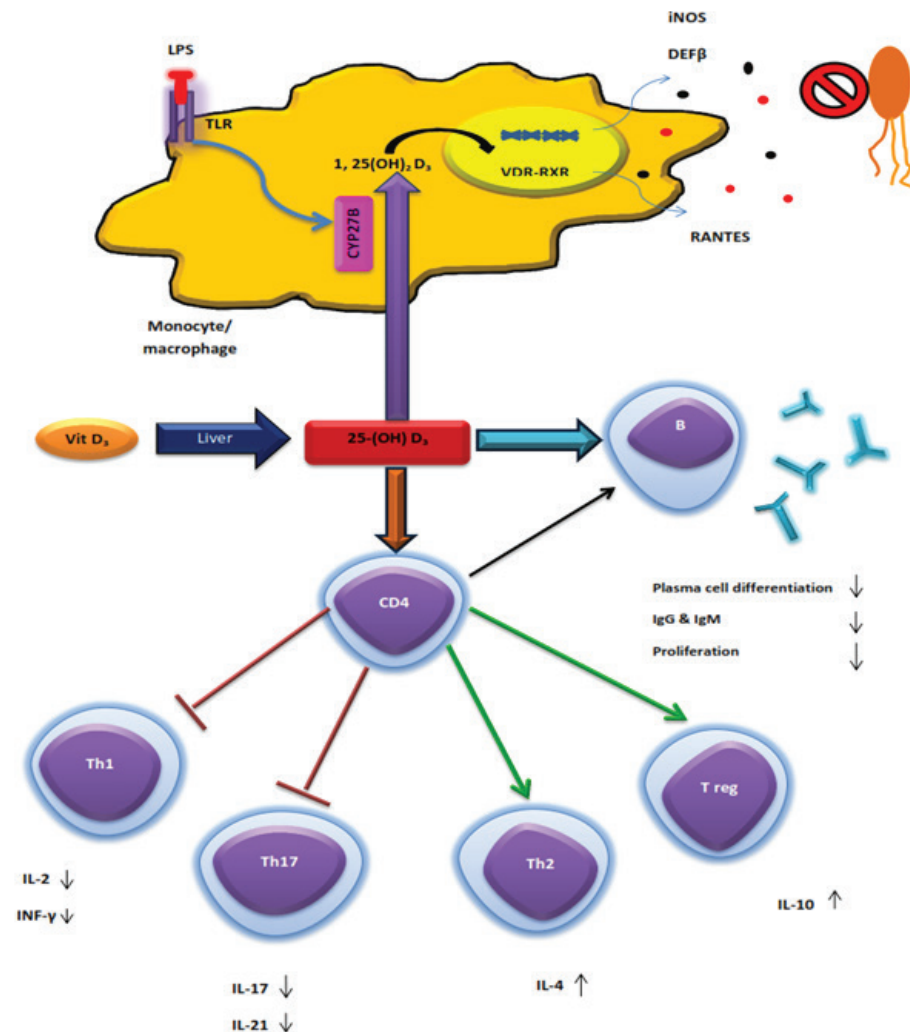 iNOS
LPS
DEFβ
TLR
1, 25(OH)₂ D₃
VDR-RXR
CYP27B
RANTES
Monocyte/
macrophage
Vit D₃
Liver
25-(OH) D₃
B
CD4
Plasma cell differentiation ↓
IgG & IgM ↓
Proliferation ↓
Th1
T reg
Th17
Th2
IL-2 ↓
INF-γ ↓
IL-10 ↑
IL-17 ↓
IL-4 ↑
IL-21 ↓